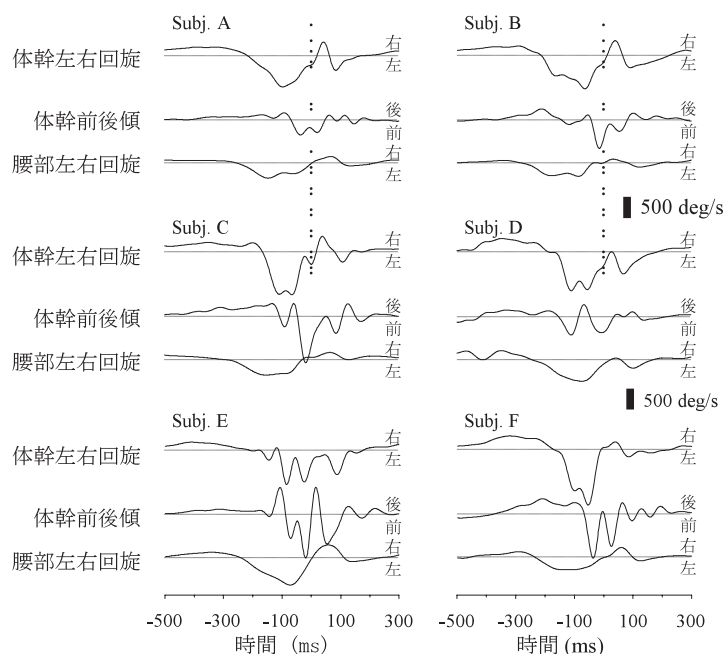 Subj. A
Subj. B
体幹左右回旋
右
左
右
左
体幹前後傾
後
前
後
前
腰部左右回旋
右
左
右
左
500 deg/s
Subj. C
Subj. D
体幹左右回旋
右
左
右
左
体幹前後傾
後
前
後
前
腰部左右回旋
右
左
右
左
500 deg/s
Subj. E
Subj. F
体幹左右回旋
右
左
右
左
体幹前後傾
後
前
後
前
腰部左右回旋
右
左
右
左
-500 -300 -100 100 300
-500 -300 -100 100 300
時間 (ms)
時間 (ms)